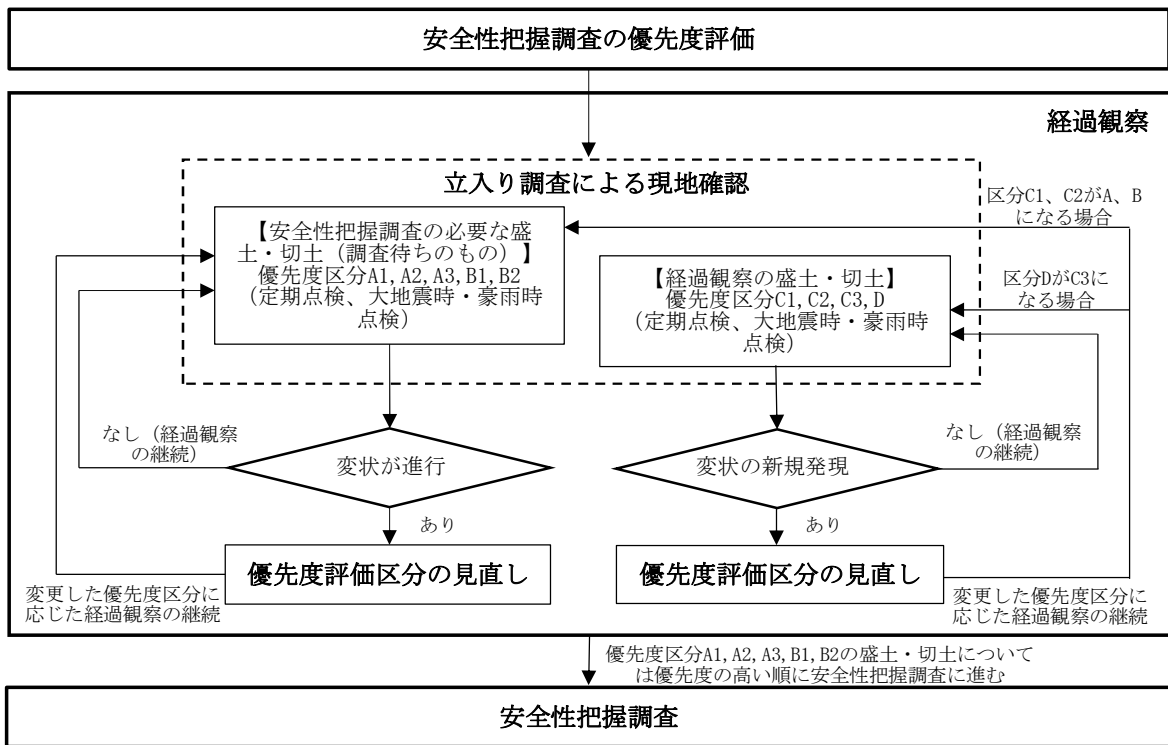 安全性把握調査の優先度評価
経過観察
立入り調査による現地確認
【安全性把握調査の必要な盛
土・切土（調査待ちのもの）】
優先度区分A1,A2,A3,B1,B2
（定期点検、大地震時・豪雨時
点検）
区分C1、C2がA、B
になる場合
【経過観察の盛土・切土】
優先度区分C1,C2,C3,D
（定期点検、大地震時・豪雨時
点検）
区分DがC3に
なる場合
なし（経過観察
の継続）
変状が進行
変状の新規発現
なし（経過観察
の継続）
あり
あり
優先度評価区分の見直し
優先度評価区分の見直し
変更した優先度区分に
応じた経過観察の継続
変更した優先度区分に
応じた経過観察の継続
優先度区分A1,A2,A3,B1,B2の盛土・切土について
は優先度の高い順に安全性把握調査に進む
安全性把握調査